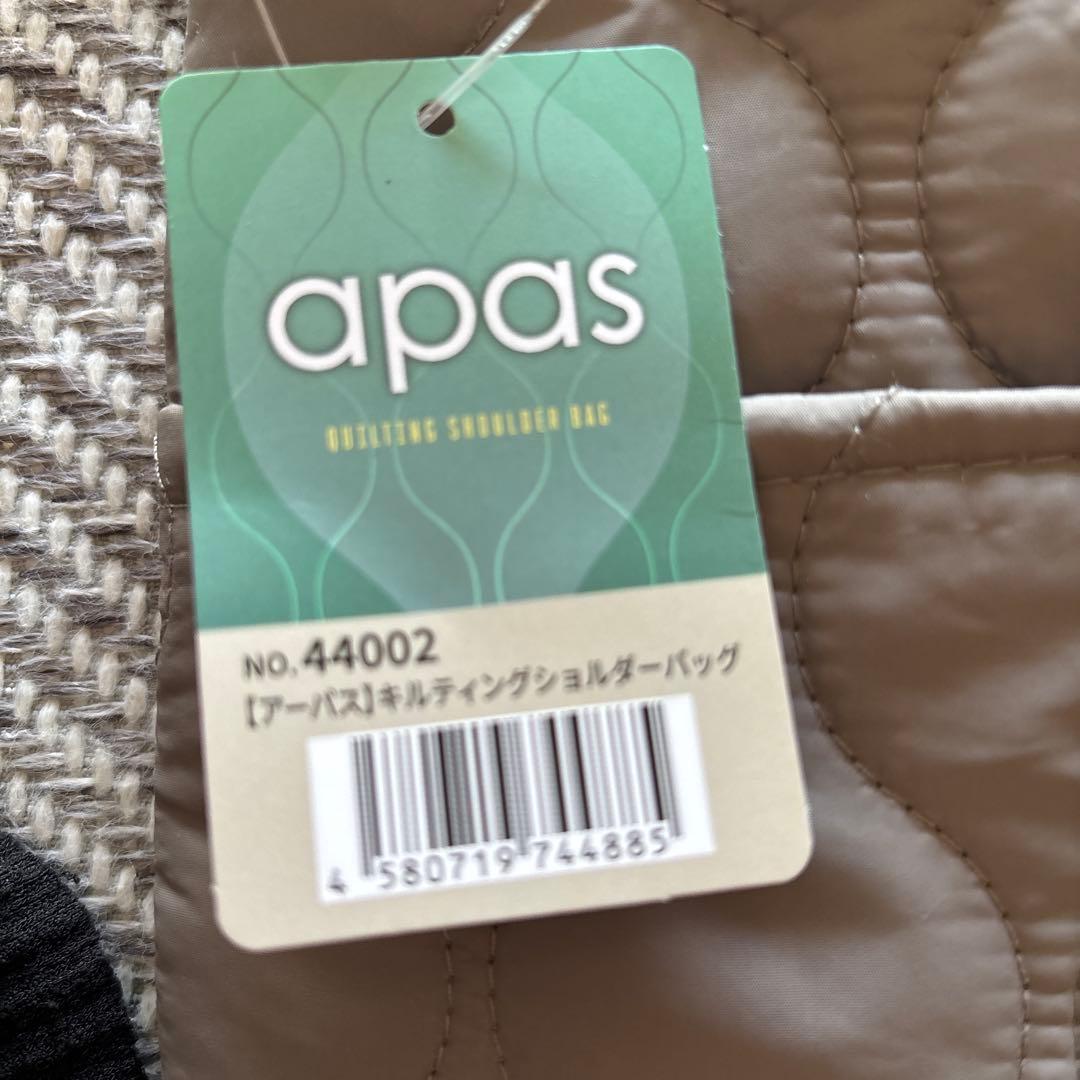 apas
QUILTING SHOULDER BAG
NO. 44002
【アーパス】キルティングショルダーバッグ
4 580719 744885